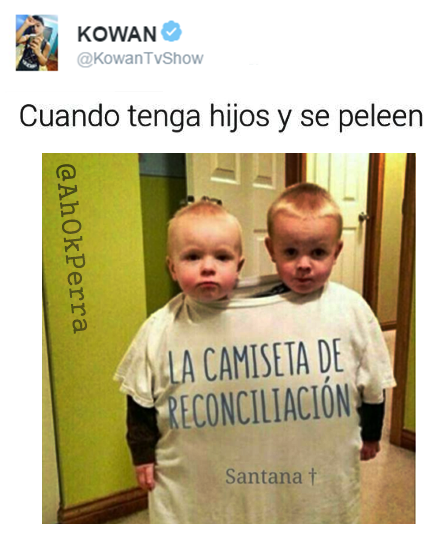 KOWAN
@KowanTvShow
Cuando tenga hijos y se peleen
@AhOkPerra
LA CAMISETA DE
RECONCILIACIÓN
Santana †